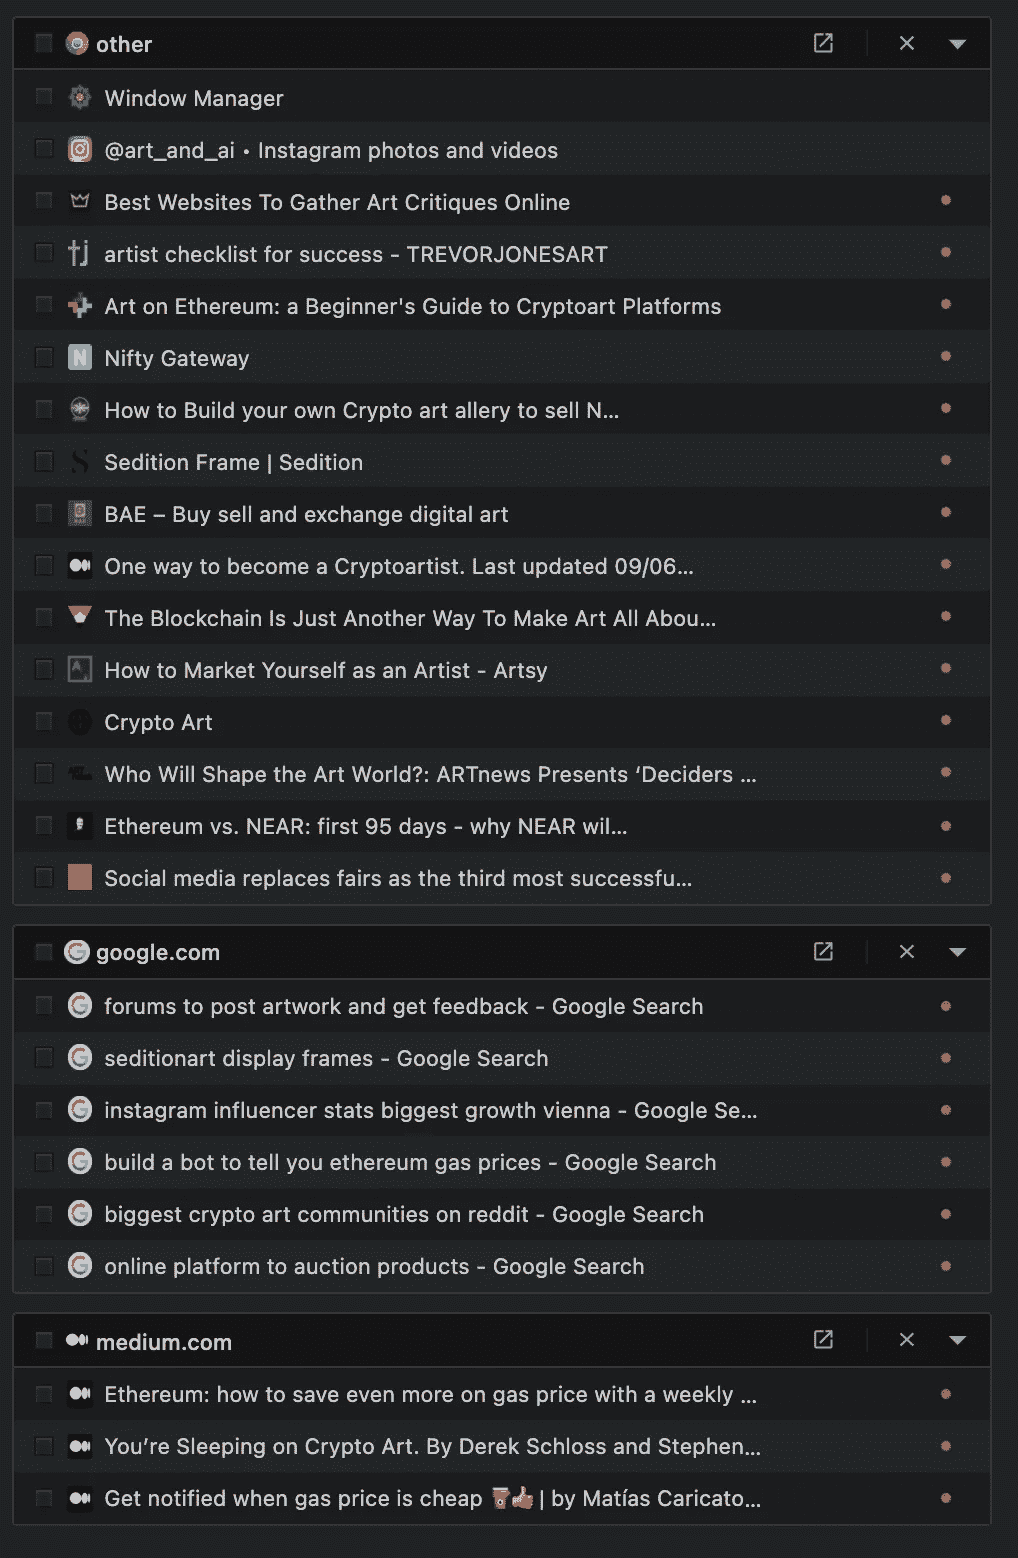 other
Window Manager
@art_and_ai • Instagram photos and videos
Best Websites To Gather Art Critiques Online
tj artist checklist for success - TREVORJONESART
Art on Ethereum: a Beginner's Guide to Cryptoart Platforms
N Nifty Gateway
How to Build your own Crypto art allery to sell N...
S Sedition Frame | Sedition
BAE – Buy sell and exchange digital art
One way to become a Cryptoartist. Last updated 09/06...
The Blockchain Is Just Another Way To Make Art All Abou...
How to Market Yourself as an Artist - Artsy
Crypto Art
Who Will Shape the Art World?: ARTnews Presents ‘Deciders ...
Ethereum vs. NEAR: first 95 days - why NEAR wil...
Social media replaces fairs as the third most successfu...
G google.com
G forums to post artwork and get feedback - Google Search
G seditionart display frames - Google Search
G instagram influencer stats biggest growth vienna - Google Se...
G build a bot to tell you ethereum gas prices - Google Search
G biggest crypto art communities on reddit - Google Search
G online platform to auction products - Google Search
medium.com
Ethereum: how to save even more on gas price with a weekly ...
You’re Sleeping on Crypto Art. By Derek Schloss and Stephen...
Get notified when gas price is cheap | by Matías Caricato...